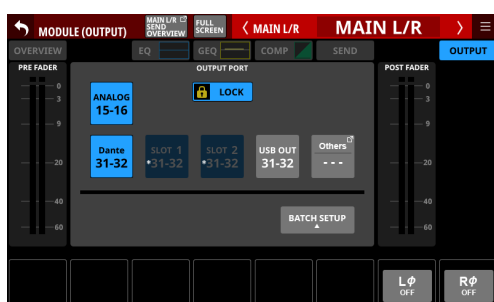 MODULE (OUTPUT)
MAIN L/R
SEND
OVERVIEW
FULL
SCREEN
MAIN L/R
MAIN L/R
OVERVIEW
EQ
GEQ
COMP
SEND
OUTPUT
PRE FADER
OUTPUT PORT
POST FADER
0
3
9
20
40
60
ANALOG
15-16
LOCK
Dante
31-32
SLOT 1
*31-32
SLOT 2
*31-32
USB OUT
31-32
Others
---
BATCH SETUP
0
3
9
20
40
60
LΦ
OFF
RΦ
OFF